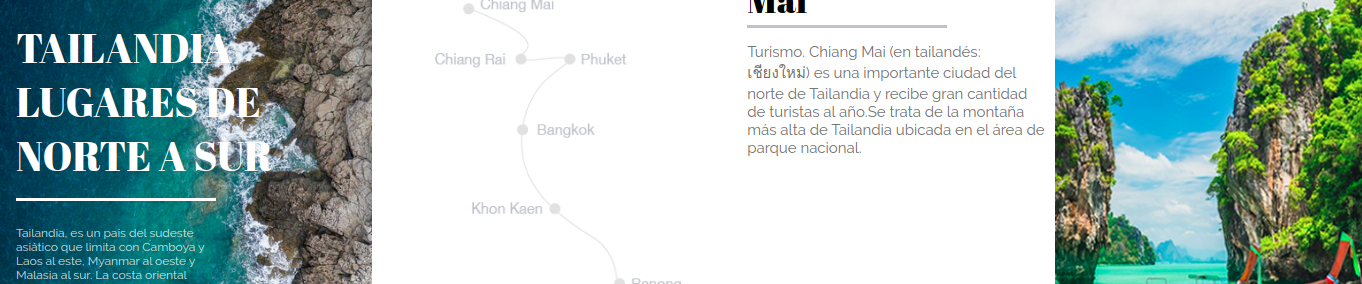 TAILANDIA
LUGARES DE
NORTE A SUR
Tailandia, es un país del sudeste
asiático que limita con Camboya y
Laos al este, Myanmar al oeste y
Malasia al sur. La costa oriental
Chiang Mai
Chiang Rai
Phuket
Bangkok
Khon Kaen
Ranong
Mai
Turismo. Chiang Mai (en tailandés:
เชียงใหม่) es una importante ciudad del
norte de Tailandia y recibe gran cantidad
de turistas al año.Se trata de la montaña
más alta de Tailandia ubicada en el área de
parque nacional.